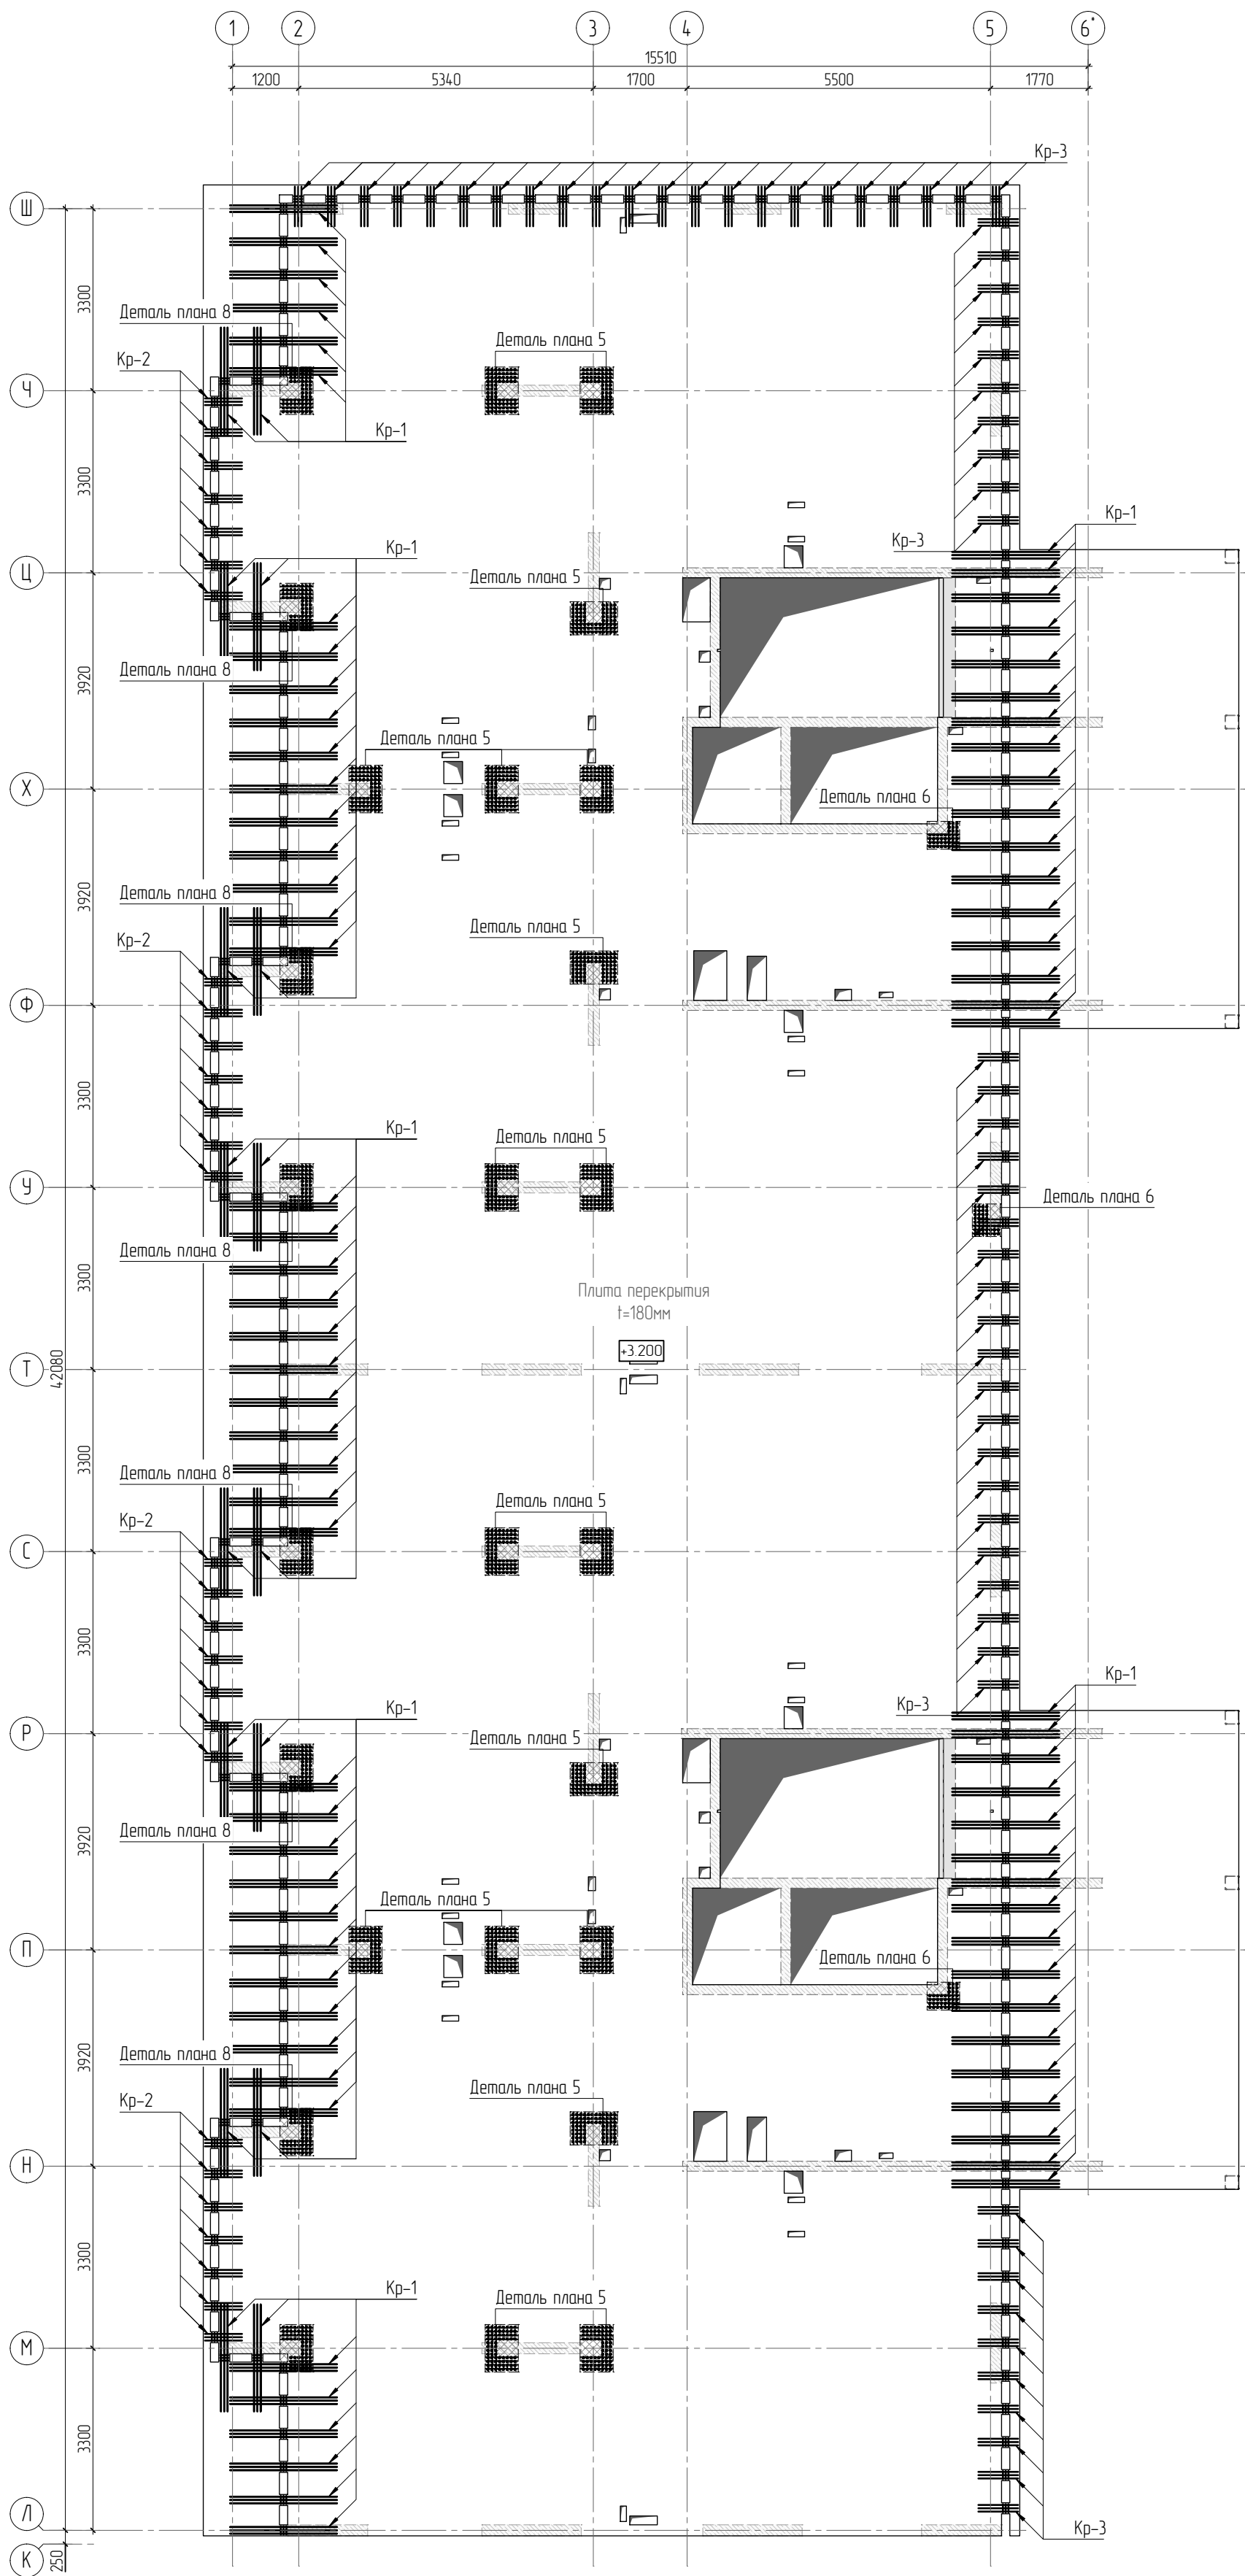 1 2 3 4 5 6*
15510
1200 5340 1700 5500 1770
Кр-3
Ш
3300
Деталь плана 8
Деталь плана 5
Кр-2
Ч
Кр-1
3300
Кр-1
Кр-1
Кр-3
Ц
Деталь плана 5
3920
Деталь плана 8
Деталь плана 5
Х
Деталь плана 6
3920
Деталь плана 8
Деталь плана 5
Кр-2
Ф
3300
Кр-1
Деталь плана 5
У
Деталь плана 6
Деталь плана 8
3300
Плита перекрытия
t=180мм
+3.200
Т
42080
3300
Деталь плана 8
Деталь плана 5
Кр-2
С
3300
Кр-1
Кр-1
Кр-3
Р
Деталь плана 5
3920
Деталь плана 8
Деталь плана 5
П
Деталь плана 6
3920
Деталь плана 8
Деталь плана 5
Кр-2
Н
3300
Кр-1
Деталь плана 5
М
3300
Л
Кр-3
К
250